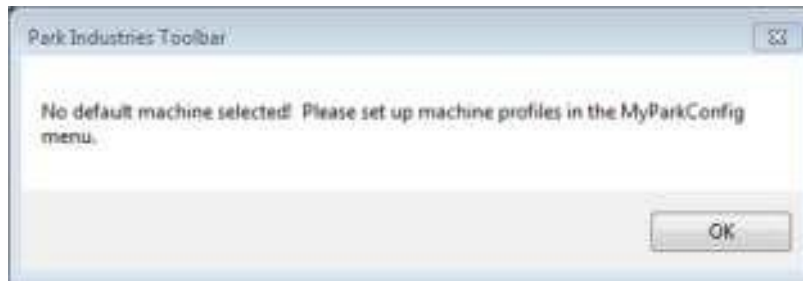 Park Industries Toolbar
No default machine selected! Please set up machine profiles in the MyParkConfig
menu.
OK